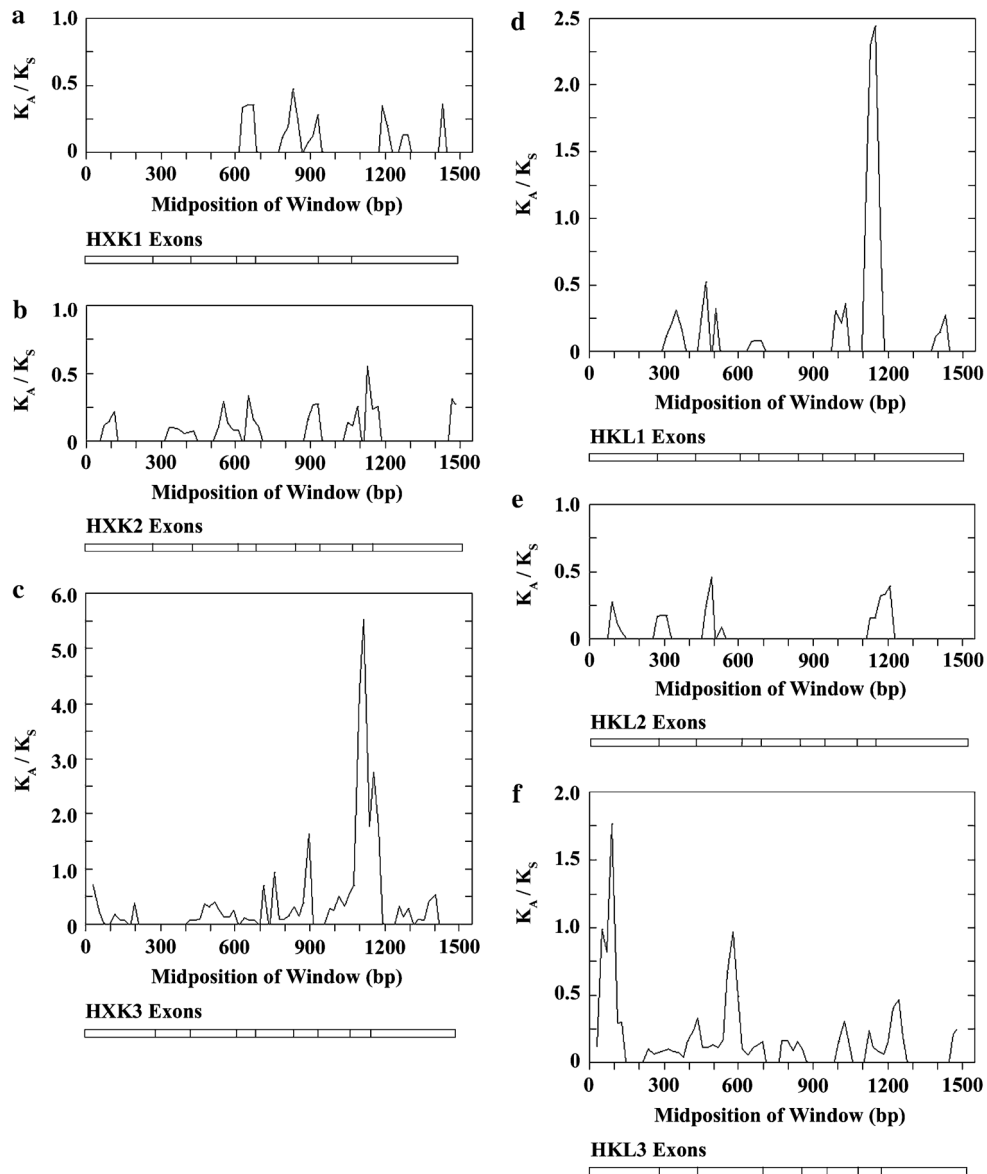 a
1.0
0.5
0
K_A / K_S
0 300 600 900 1200 1500
Midposition of Window (bp)
HXK1 Exons
b
1.0
0.5
0
K_A / K_S
0 300 600 900 1200 1500
Midposition of Window (bp)
HXK2 Exons
c
6.0
5.0
4.0
3.0
2.0
1.0
0
K_A / K_S
0 300 600 900 1200 1500
Midposition of Window (bp)
HXK3 Exons
d
2.5
2.0
1.5
1.0
0.5
0
K_A / K_S
0 300 600 900 1200 1500
Midposition of Window (bp)
HKL1 Exons
e
1.0
0.5
0
K_A / K_S
0 300 600 900 1200 1500
Midposition of Window (bp)
HKL2 Exons
f
2.0
1.5
1.0
0.5
0
K_A / K_S
0 300 600 900 1200 1500
Midposition of Window (bp)
HKL3 Exons